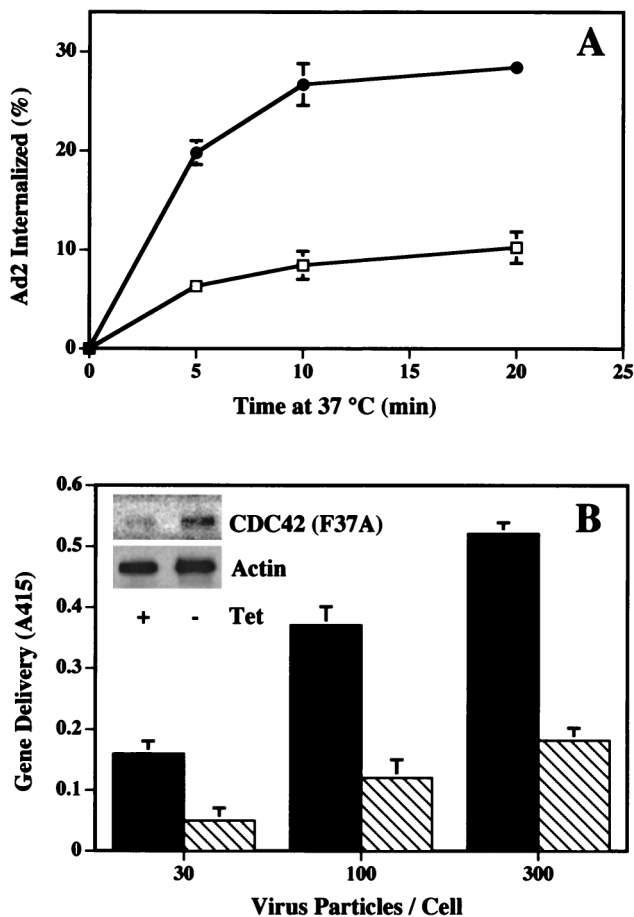 A
30
20
10
0
Ad2 Internalized (%)
0 5 10 15 20 25
Time at 37 °C (min)
B
0.6
0.5
0.4
0.3
0.2
0.1
0
Gene Delivery (A415)
CDC42 (F37A)
Actin
+ - Tet
30 100 300
Virus Particles / Cell